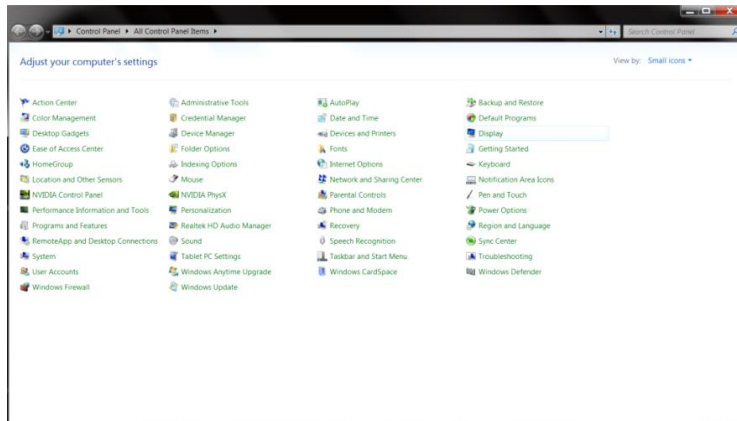 Control Panel ▸ All Control Panel Items ▸ Search Control Panel
Adjust your computer's settings View by: Small icons
Action Center Administrative Tools AutoPlay Backup and Restore
Color Management Credential Manager Date and Time Default Programs
Desktop Gadgets Device Manager Devices and Printers Display
Ease of Access Center Folder Options Fonts Getting Started
HomeGroup Indexing Options Internet Options Keyboard
Location and Other Sensors Mouse Network and Sharing Center Notification Area Icons
NVIDIA Control Panel NVIDIA PhysX Parental Controls Pen and Touch
Performance Information and Tools Personalization Phone and Modem Power Options
Programs and Features Realtek HD Audio Manager Recovery Region and Language
RemoteApp and Desktop Connections Sound Speech Recognition Sync Center
System Tablet PC Settings Taskbar and Start Menu Troubleshooting
User Accounts Windows Anytime Upgrade Windows CardSpace Windows Defender
Windows Firewall Windows Update